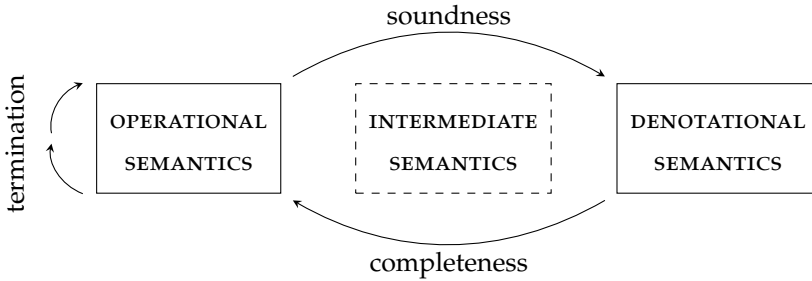 soundness
termination
OPERATIONAL
SEMANTICS
INTERMEDIATE
SEMANTICS
DENOTATIONAL
SEMANTICS
completeness